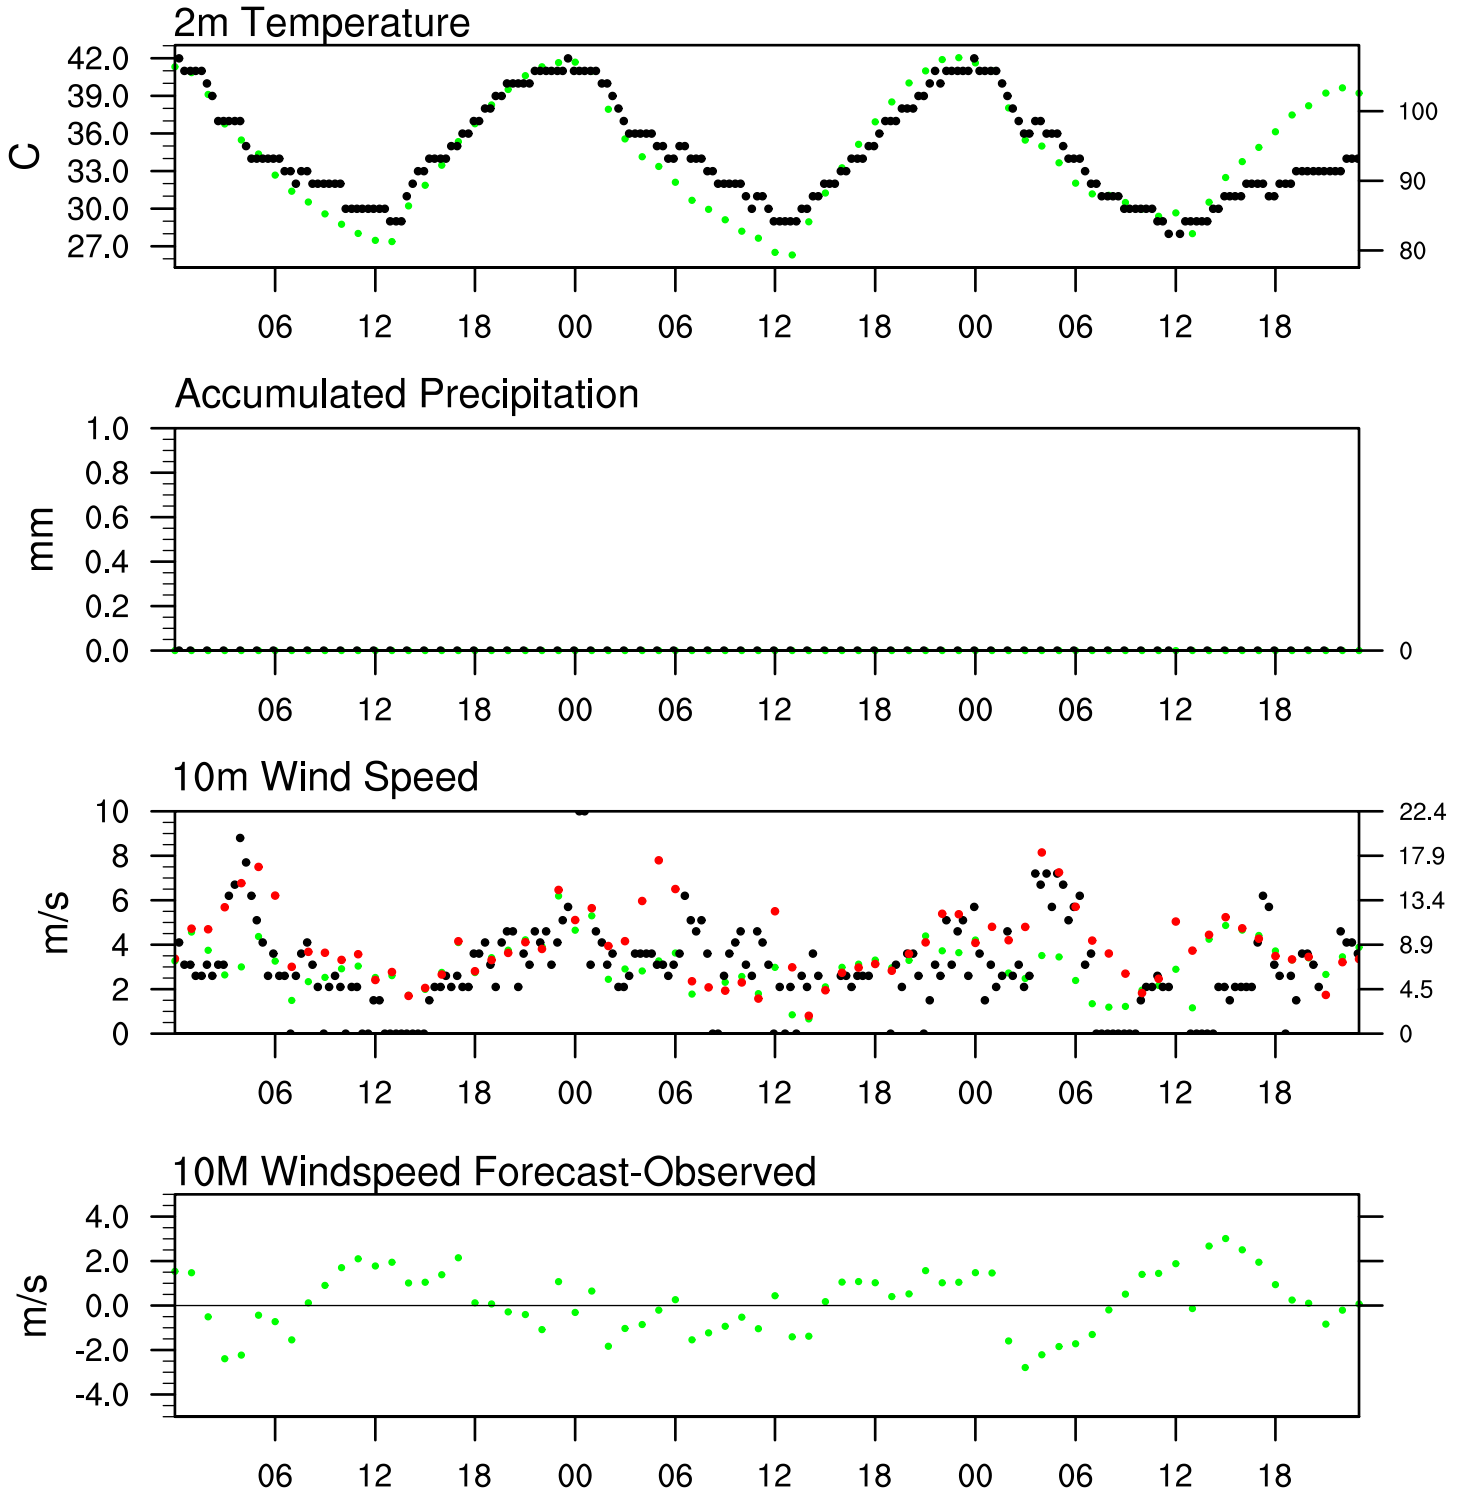 2m Temperature
42.0
39.0
36.0
33.0
30.0
27.0
C
100
90
80
06 12 18 00 06 12 18 00 06 12 18
Accumulated Precipitation
1.0
0.8
0.6
0.4
0.2
0.0
mm
0
06 12 18 00 06 12 18 00 06 12 18
10m Wind Speed
10
8
6
4
2
0
m/s
22.4
17.9
13.4
8.9
4.5
0
06 12 18 00 06 12 18 00 06 12 18
10M Windspeed Forecast-Observed
4.0
2.0
0.0
-2.0
-4.0
m/s
06 12 18 00 06 12 18 00 06 12 18